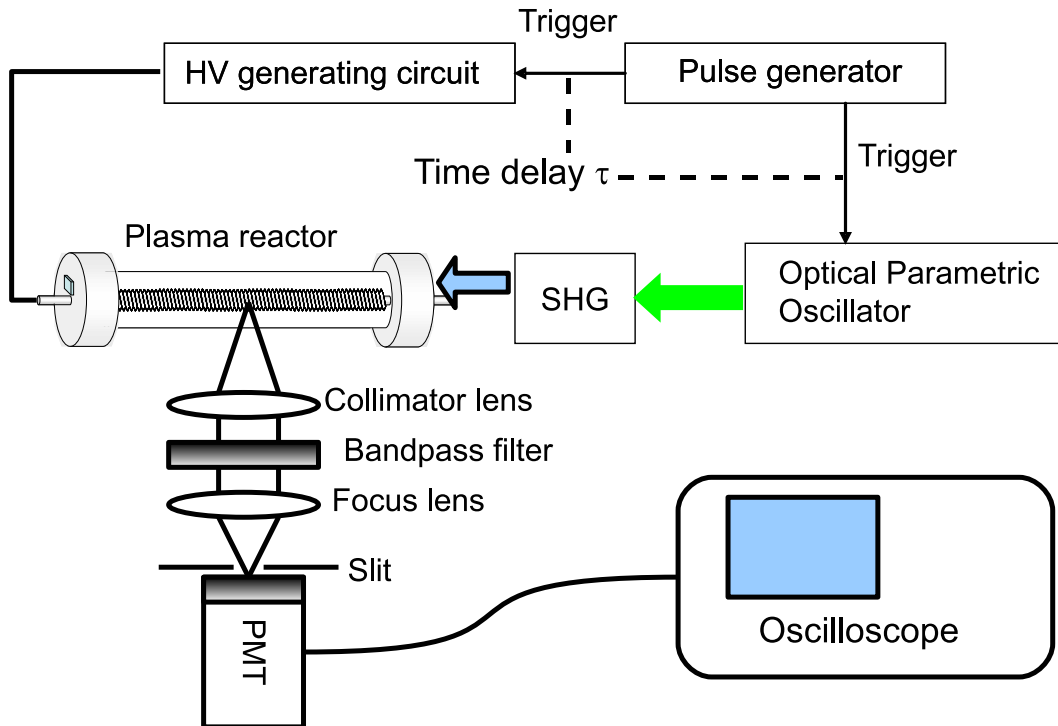 Trigger
HV generating circuit
Pulse generator
Trigger
Time delay τ
Plasma reactor
SHG
Optical Parametric
Oscillator
Collimator lens
Bandpass filter
Focus lens
Slit
PMT
Oscilloscope